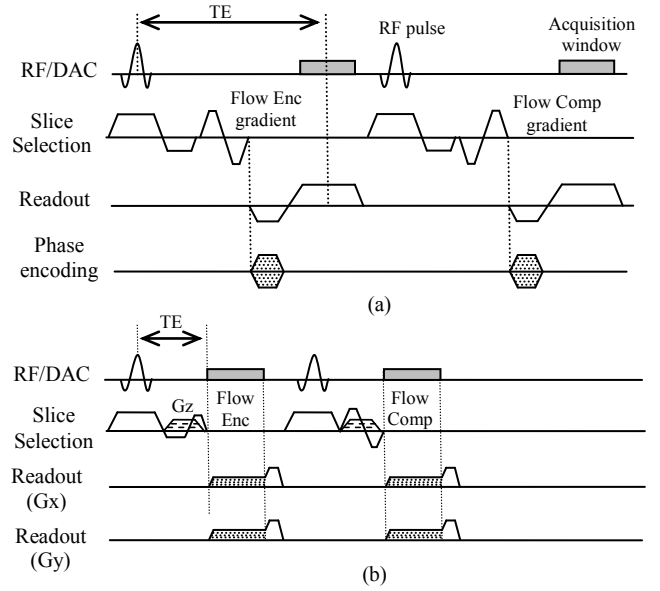 TE
RF pulse
Acquisition
window
RF/DAC
Flow Enc
gradient
Flow Comp
gradient
Slice
Selection
Readout
Phase
encoding
(a)
TE
RF/DAC
Gz
Flow
Enc
Flow
Comp
Slice
Selection
Readout
(Gx)
Readout
(Gy)
(b)